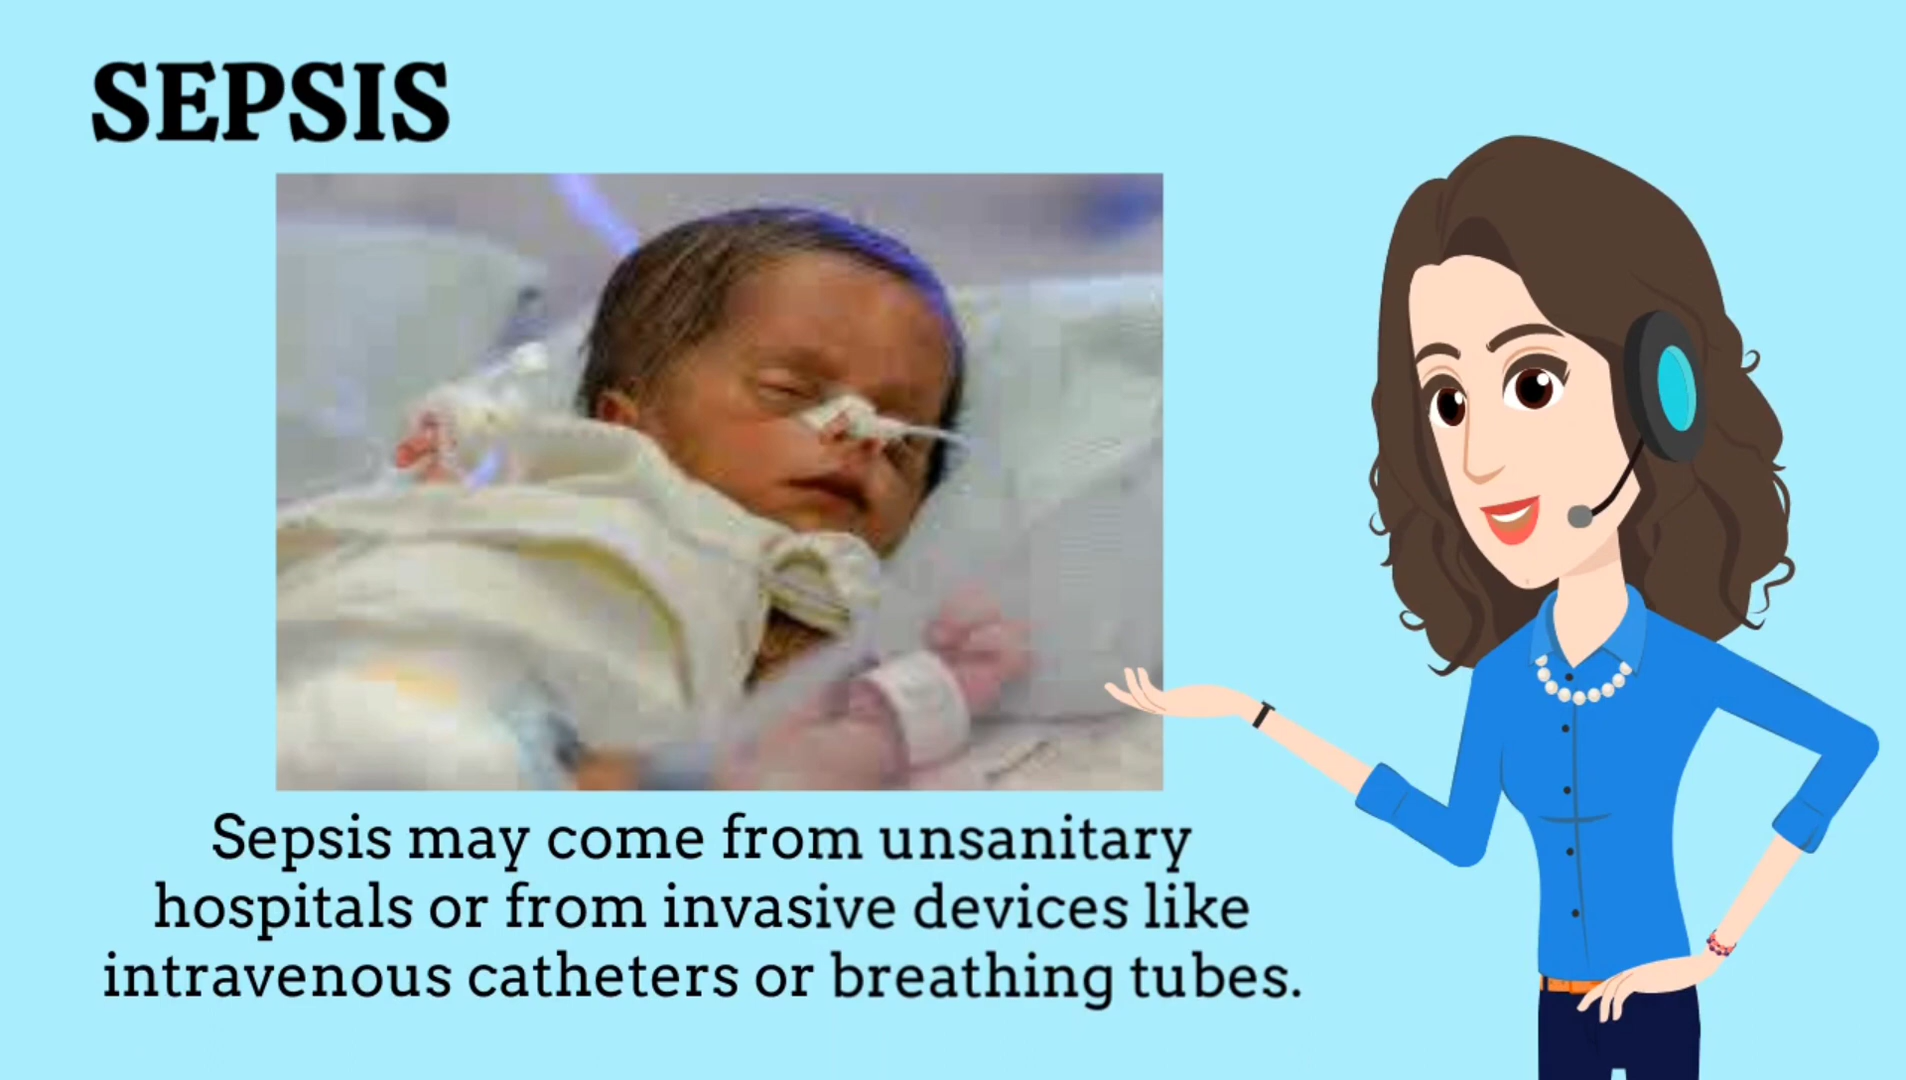 SEPSIS
Sepsis may come from unsanitary
hospitals or from invasive devices like
intravenous catheters or breathing tubes.